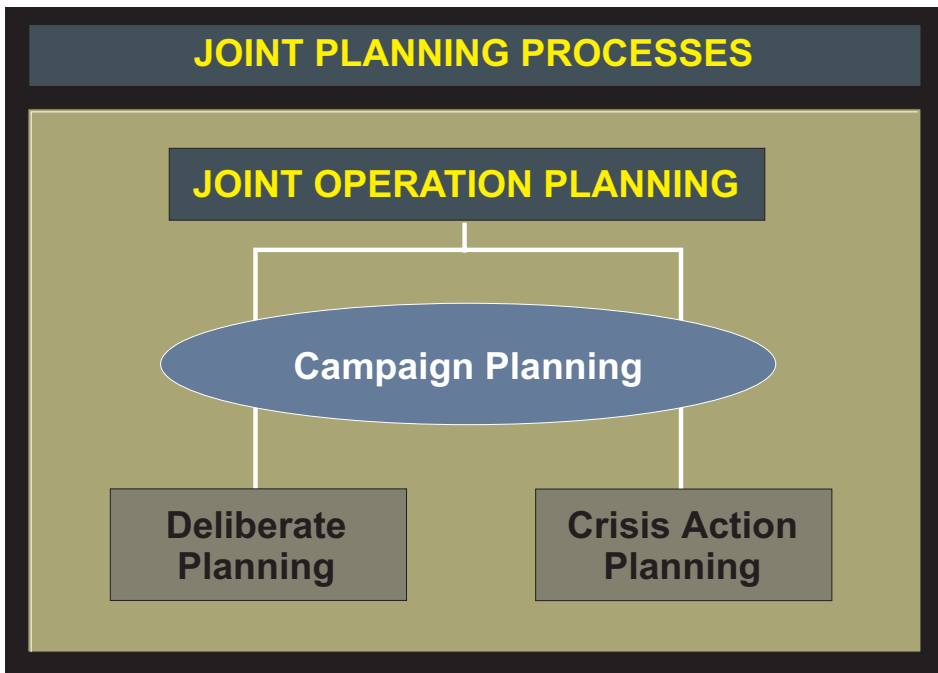 JOINT PLANNING PROCESSES
JOINT OPERATION PLANNING
Campaign Planning
Deliberate
Planning
Crisis Action
Planning